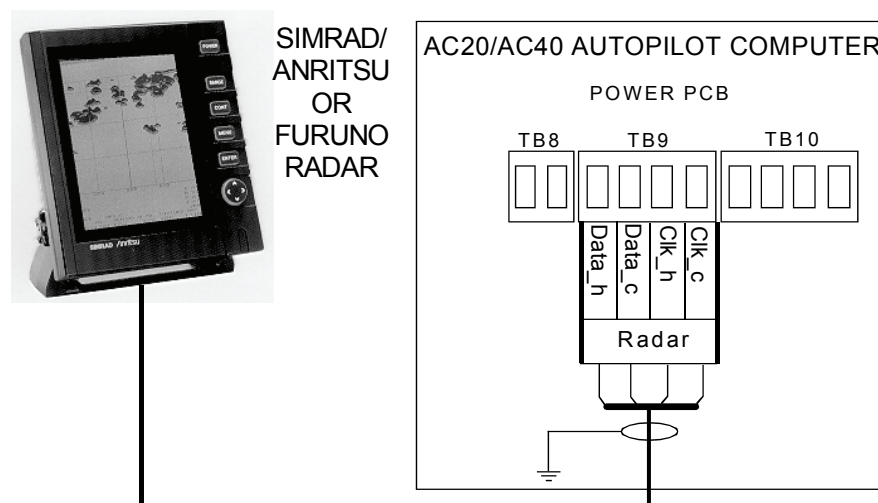 SIMRAD/
ANRITSU
OR
FURUNO
RADAR
POWER
RANGE
CONT
MENU
ENTER
SIMRAD /Anritsu
AC20/AC40 AUTOPILOT COMPUTER
POWER PCB
TB8 TB9 TB10
Data_h
Data_c
Clk_h
Clk_c
Radar